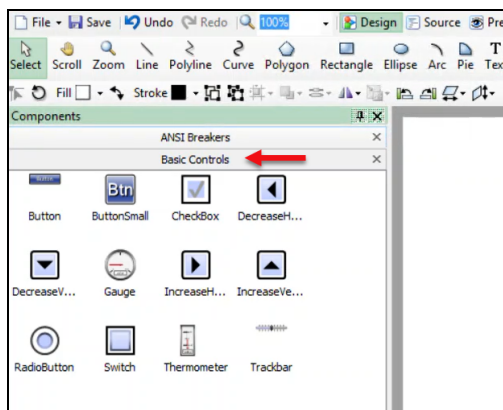 File Save Undo Redo 100% Design Source Pre
Select Scroll Zoom Line Polyline Curve Polygon Rectangle Ellipse Arc Pie Tex
Fill Stroke
Components
ANSI Breakers
Basic Controls
Btn
Button ButtonSmall CheckBox DecreaseH...
DecreaseV... Gauge IncreaseH... IncreaseVe...
RadioButton Switch Thermometer Trackbar